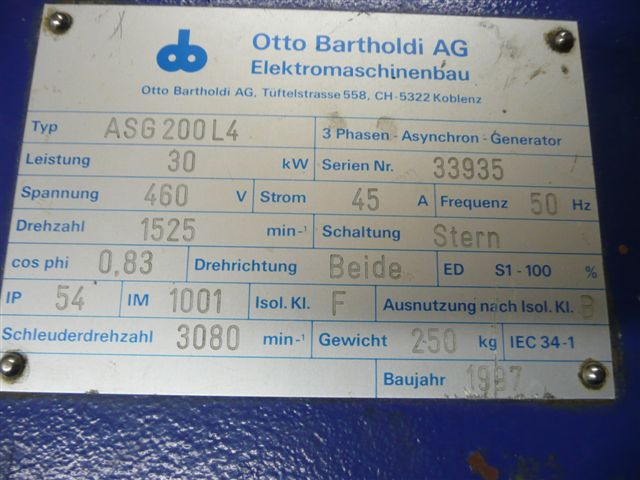 Otto Bartholdi AG
Elektromaschinenbau
Otto Bartholdi AG, Tüftelstrasse 558, CH-5322 Koblenz
Typ ASG 200 L4 3 Phasen - Asynchron - Generator
Leistung 30 kW Serien Nr. 33935
Spannung 460 V Strom 45 A Frequenz 50 Hz
Drehzahl 1525 min-¹ Schaltung Stern
cos phi 0,83 Drehrichtung Beide ED S1 - 100 %
IP 54 IM 1001 Isol. Kl. F Ausnutzung nach Isol. Kl. B
Schleuderdrehzahl 3080 min-¹ Gewicht 250 kg IEC 34-1
Baujahr 1997